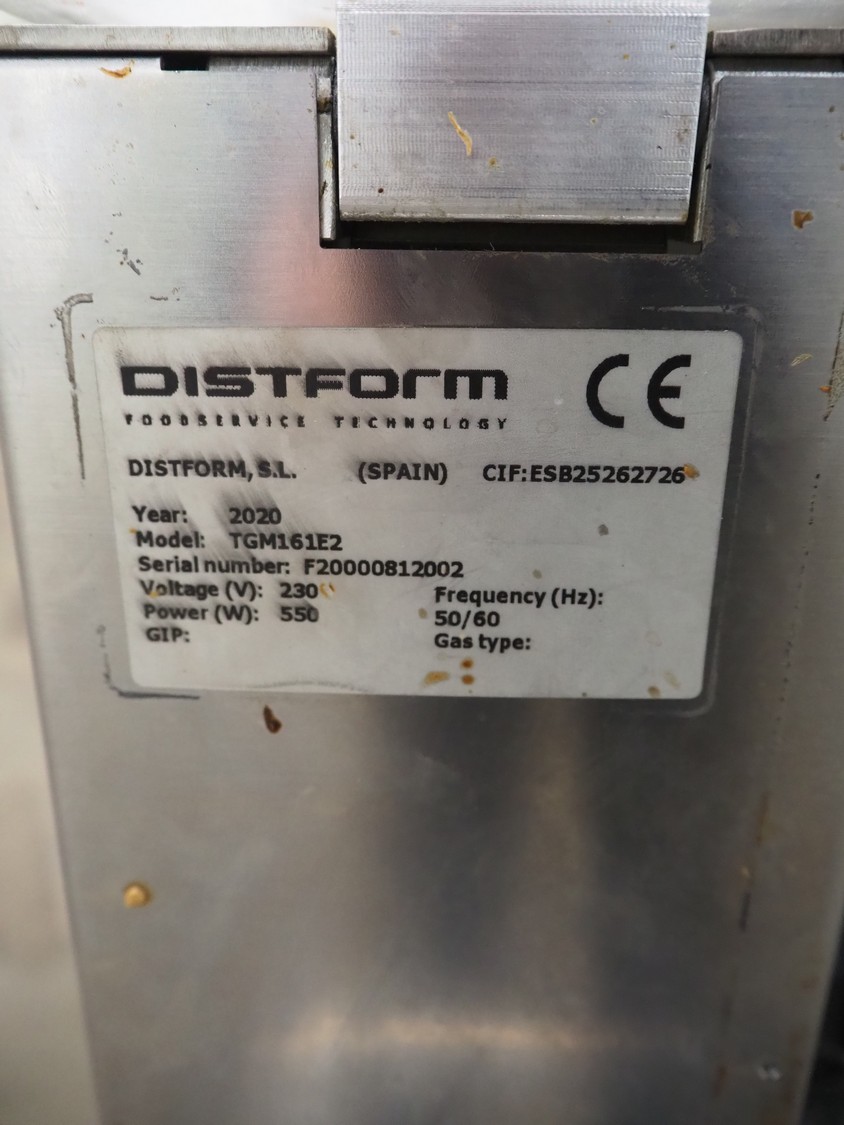 DISTFORM CE
FOODSERVICE TECHNOLOGY
DISTFORM, S.L. (SPAIN) CIF:ESB25262726
Year: 2020
Model: TGM161E2
Serial number: F20000812002
Voltage (V): 230 Frequency (Hz):
Power (W): 550 50/60
GIP: Gas type: